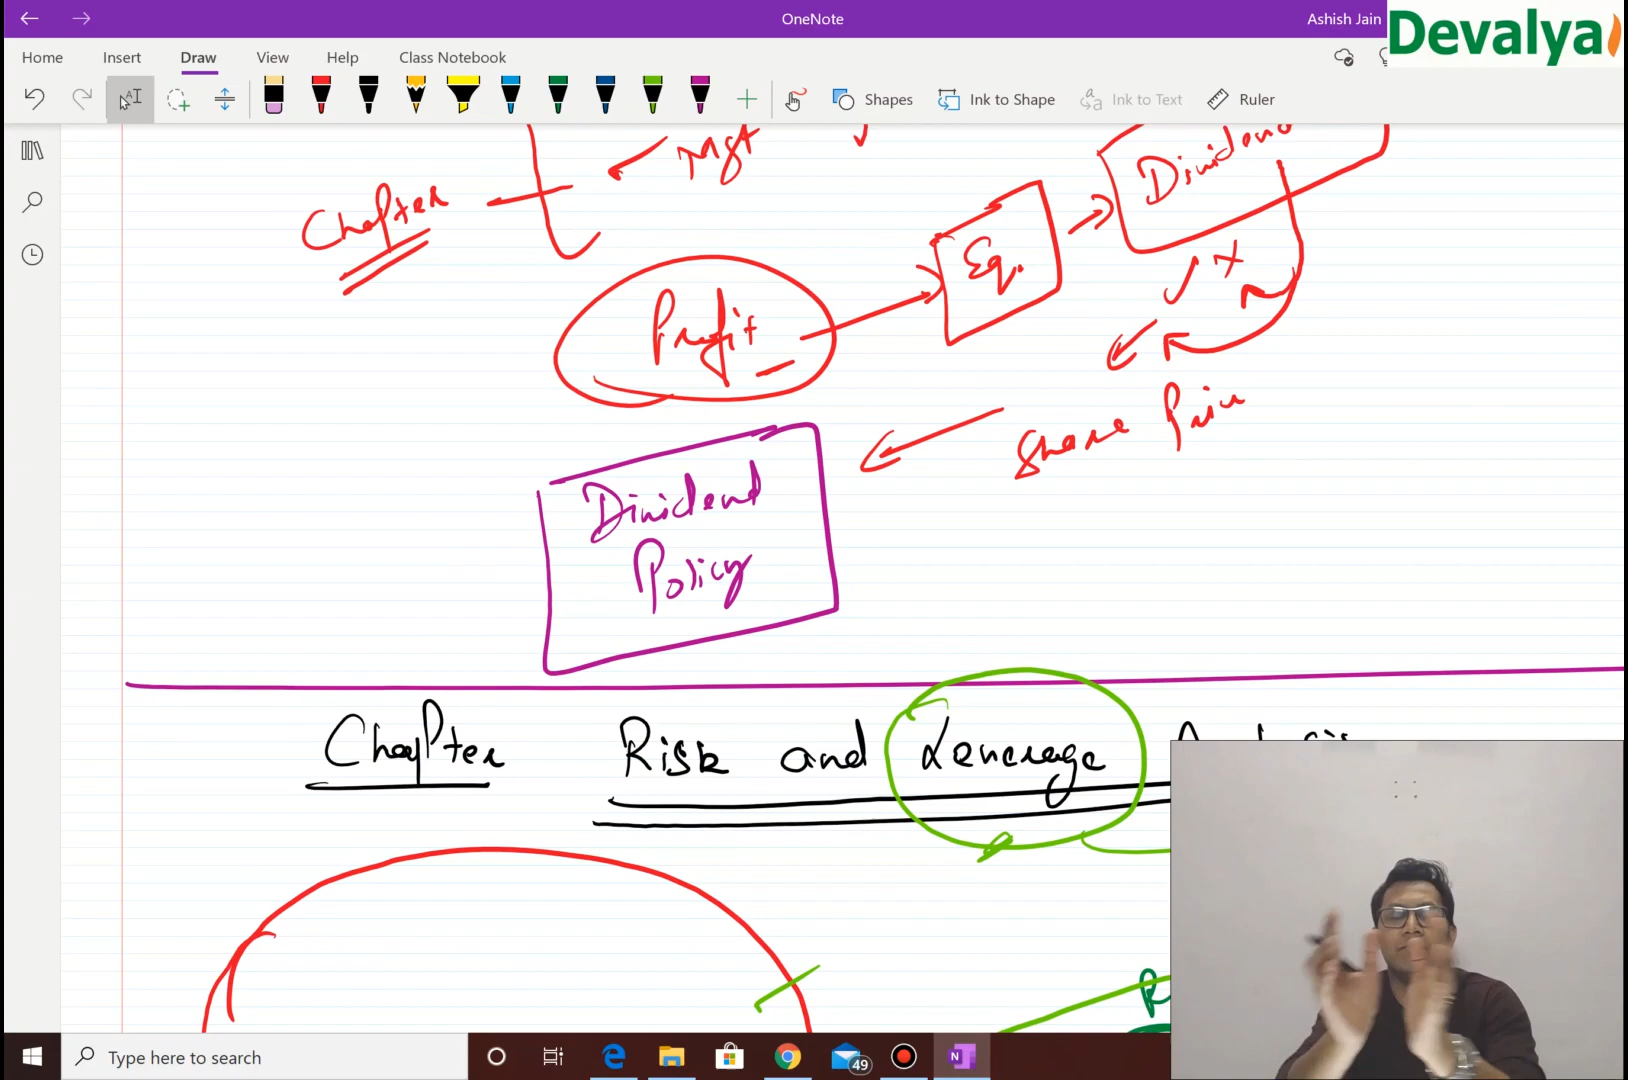 OneNote
Ashish Jain
Devalya
Home Insert Draw View Help Class Notebook
Shapes Ink to Shape Ink to Text Ruler
Mgt
Dividend
Chapter
Eq.
Profit
Share Price
Dividend
Policy
Chapter Risk and Leverage
R
Type here to search
49